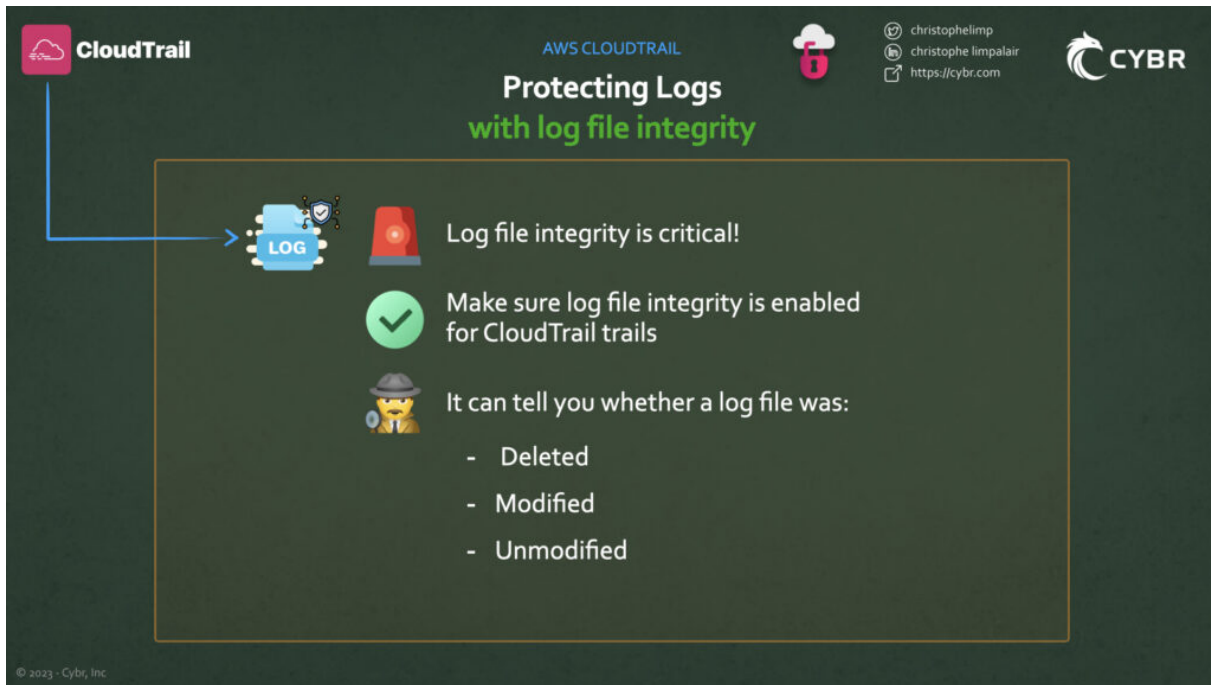 CloudTrail
AWS CLOUDTRAIL
Protecting Logs
with log file integrity
christophelimp
christophe limpalair
https://cybr.com
CYBR
LOG
Log file integrity is critical!
Make sure log file integrity is enabled
for CloudTrail trails
It can tell you whether a log file was:
- Deleted
- Modified
- Unmodified
© 2023 - Cybr, Inc